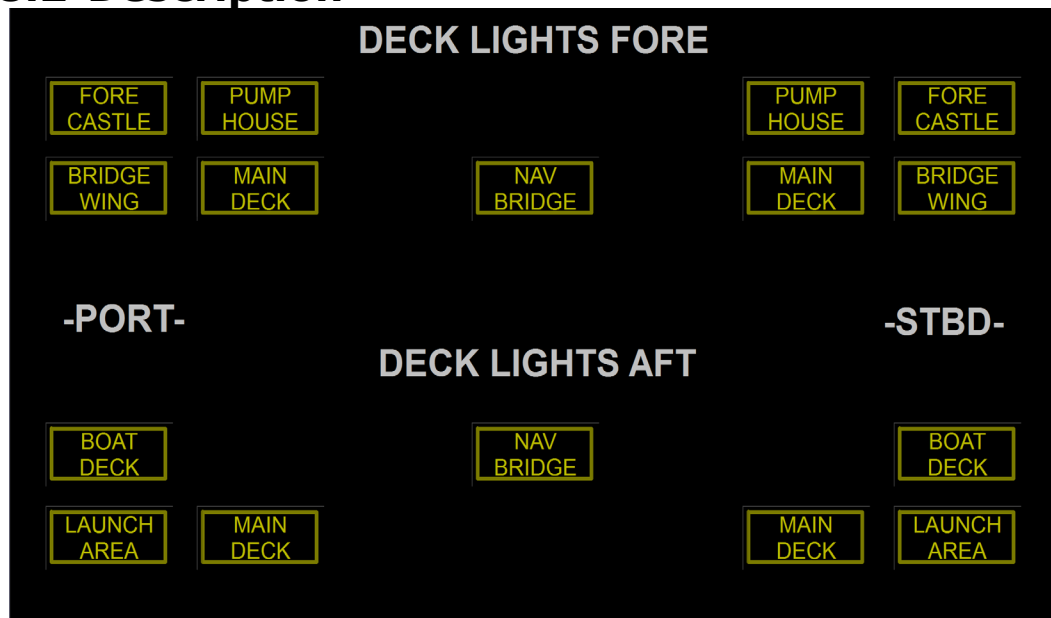 Description
DECK LIGHTS FORE
FORE CASTLE
PUMP HOUSE
PUMP HOUSE
FORE CASTLE
BRIDGE WING
MAIN DECK
NAV BRIDGE
MAIN DECK
BRIDGE WING
-PORT-
-STBD-
DECK LIGHTS AFT
BOAT DECK
NAV BRIDGE
BOAT DECK
LAUNCH AREA
MAIN DECK
MAIN DECK
LAUNCH AREA